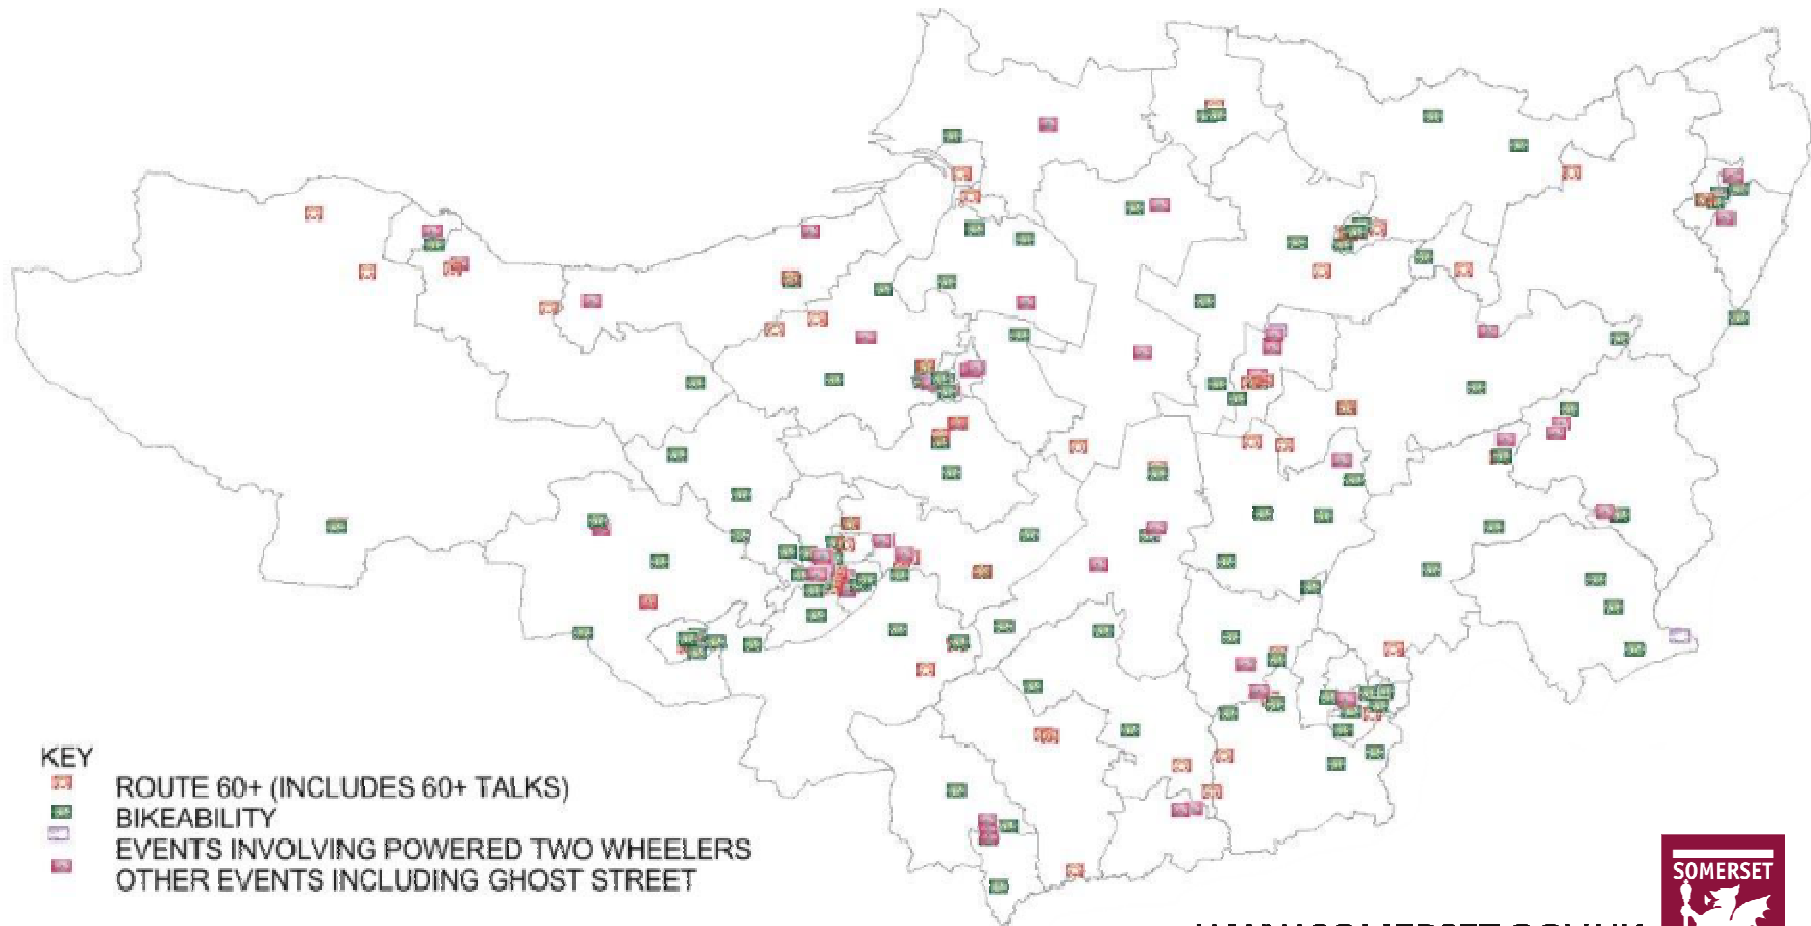 KEY
ROUTE 60+ (INCLUDES 60+ TALKS)
BIKEABILITY
EVENTS INVOLVING POWERED TWO WHEELERS
OTHER EVENTS INCLUDING GHOST STREET
SOMERSET